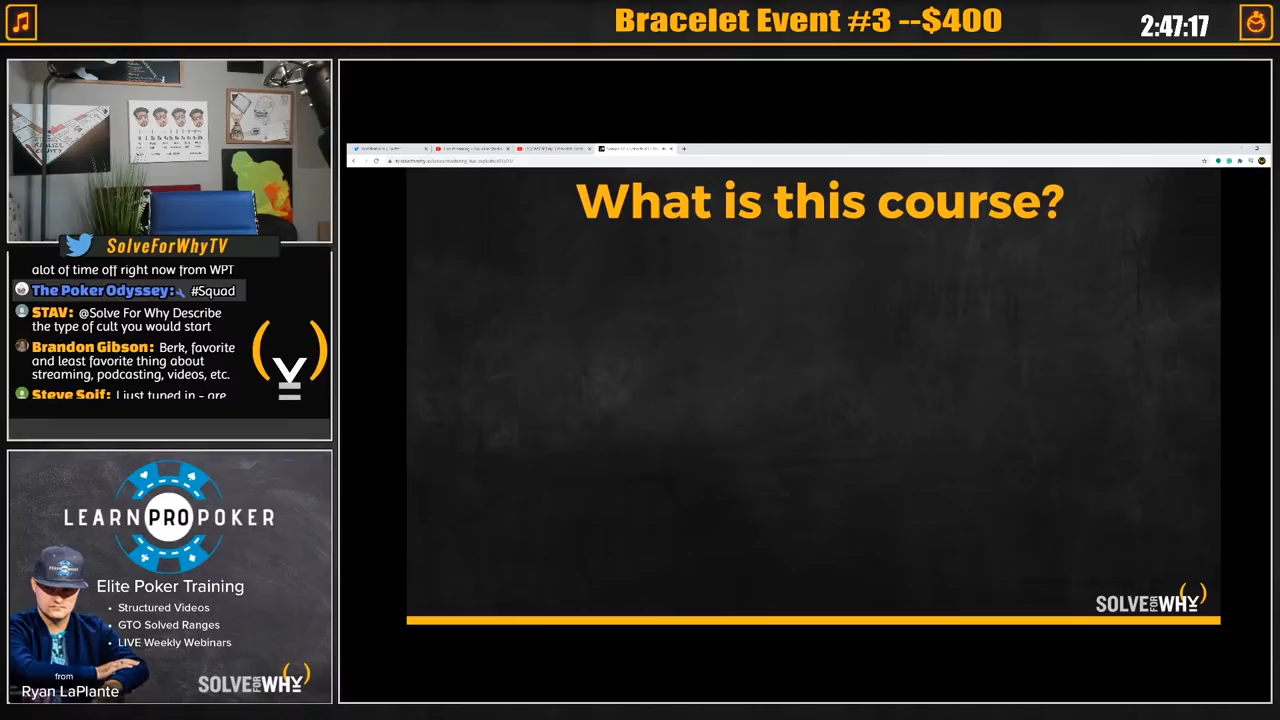 Bracelet Event #3 --$400
2:47:17
SolveForWhyTV
alot of time off right now from WPT
The Poker Odyssey: #Squad
STAV: @Solve For Why Describe
the type of cult you would start
Brandon Gibson: Berk, favorite
and least favorite thing about
streaming, podcasting, videos, etc.
Steve Soif: I just tuned in - are
LEARN PRO POKER
Elite Poker Training
• Structured Videos
• GTO Solved Ranges
• LIVE Weekly Webinars
from
Ryan LaPlante
SOLVE FOR WHY
What is this course?
SOLVE FOR WHY